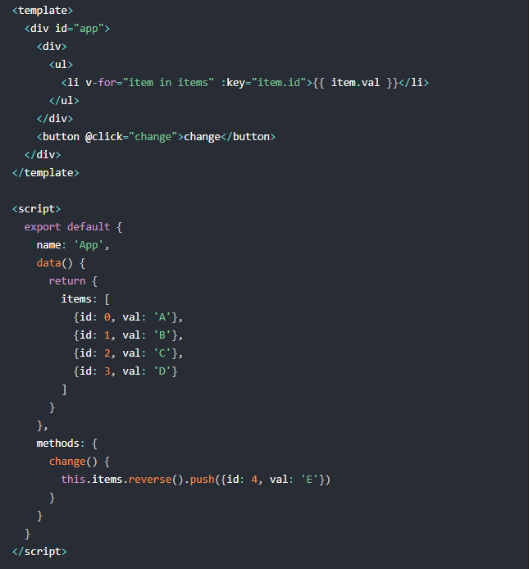 <template>
  <div id="app">
    <div>
      <ul>
        <li v-for="item in items" :key="item.id">{{ item.val }}</li>
      </ul>
    </div>
    <button @click="change">change</button>
  </div>
</template>

<script>
  export default {
    name: 'App',
    data() {
      return {
        items: [
          {id: 0, val: 'A'},
          {id: 1, val: 'B'},
          {id: 2, val: 'C'},
          {id: 3, val: 'D'}
        ]
      }
    },
    methods: {
      change() {
        this.items.reverse().push({id: 4, val: 'E'})
      }
    }
  }
</script>